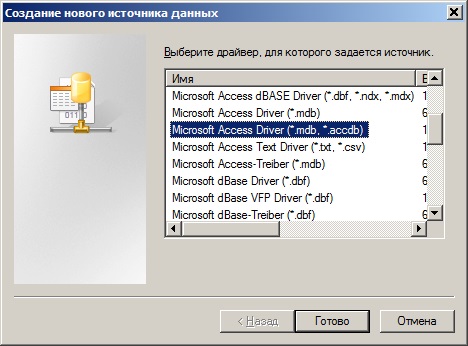 Создание нового источника данных
Выберите драйвер, для которого задается источник.
Имя В
Microsoft Access dBASE Driver (*.dbf, *.ndx, *.mdx) 1
Microsoft Access Driver (*.mdb) 6
Microsoft Access Driver (*.mdb, *.accdb) 1
Microsoft Access Text Driver (*.txt, *.csv) 1
Microsoft Access-Treiber (*.mdb) 6
Microsoft dBase Driver (*.dbf) 6
Microsoft dBase VFP Driver (*.dbf) 1
Microsoft dBase-Treiber (*.dbf) 6
< Назад Готово Отмена